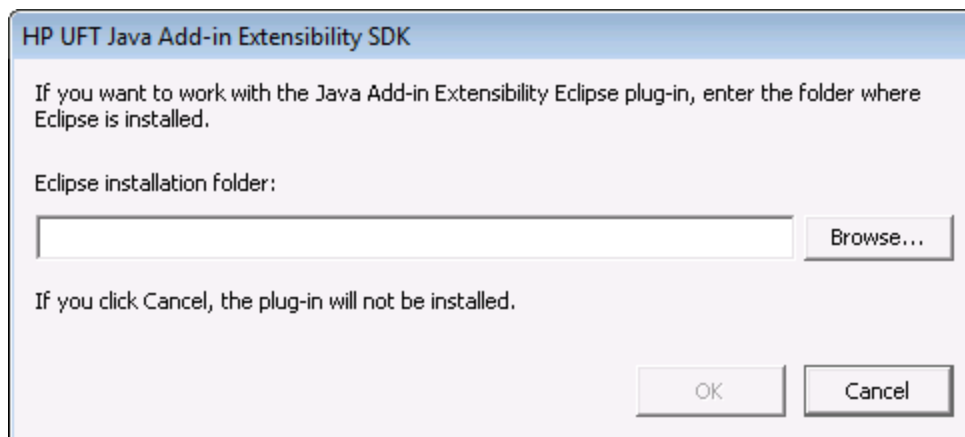 HP UFT Java Add-in Extensibility SDK
If you want to work with the Java Add-in Extensibility Eclipse plug-in, enter the folder where
Eclipse is installed.
Eclipse installation folder:
Browse...
If you click Cancel, the plug-in will not be installed.
OK Cancel